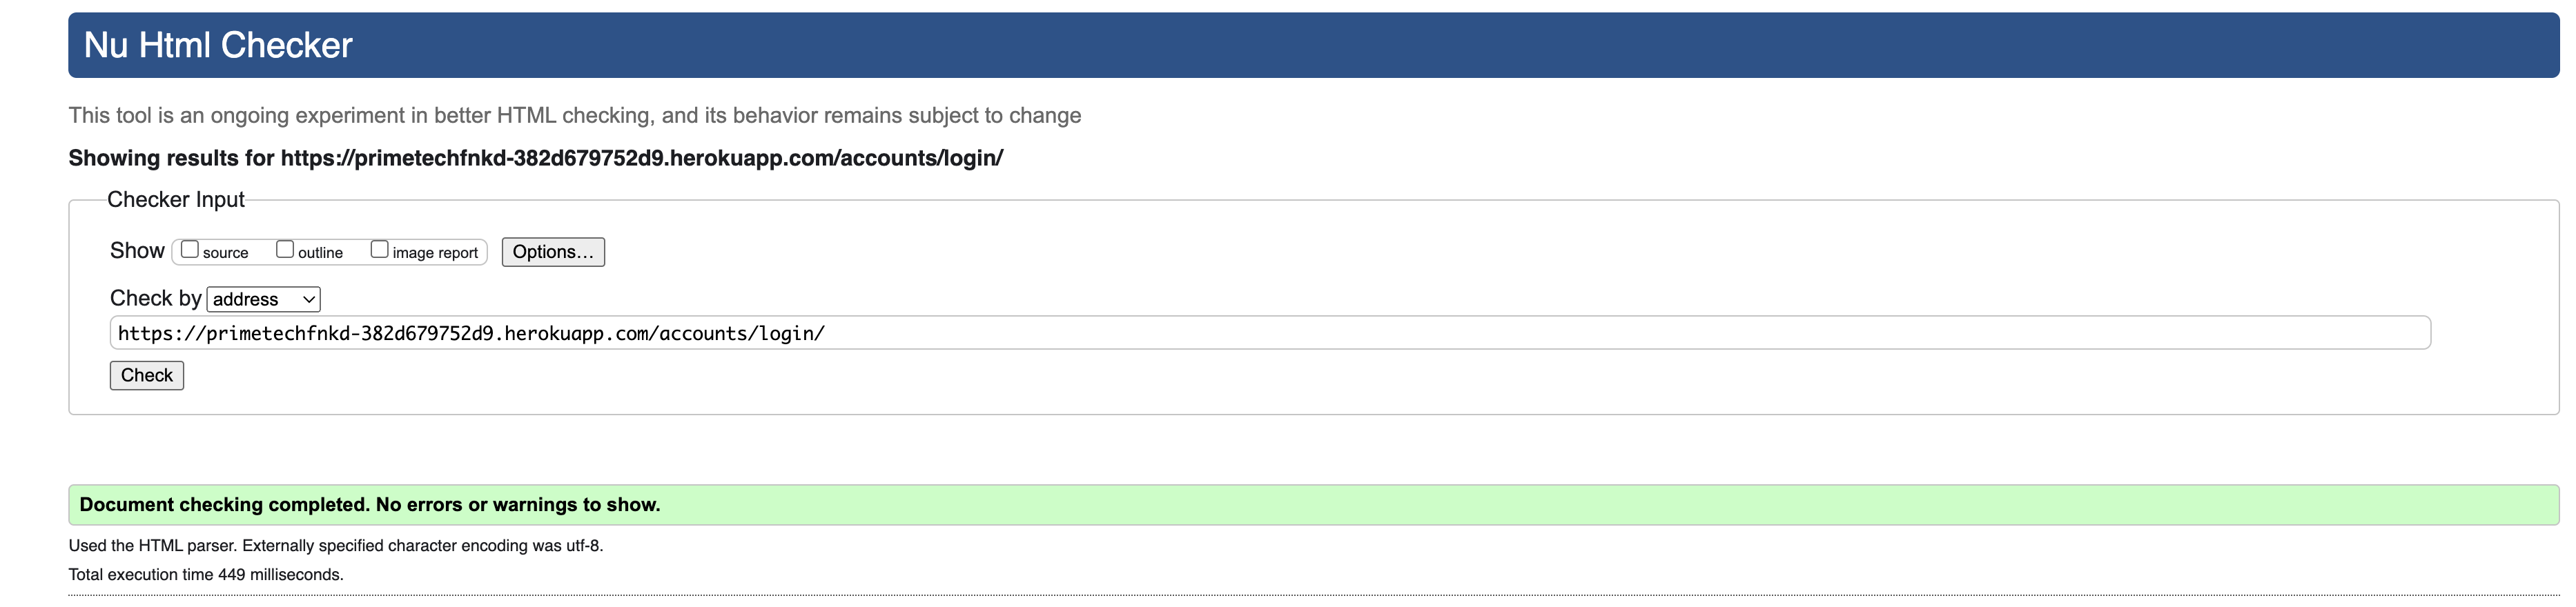 Nu Html Checker
This tool is an ongoing experiment in better HTML checking, and its behavior remains subject to change
Showing results for https://primetechfnkd-382d679752d9.herokuapp.com/accounts/login/
Checker Input
Show source outline image report Options...
Check by address
https://primetechfnkd-382d679752d9.herokuapp.com/accounts/login/
Check
Document checking completed. No errors or warnings to show.
Used the HTML parser. Externally specified character encoding was utf-8.
Total execution time 449 milliseconds.